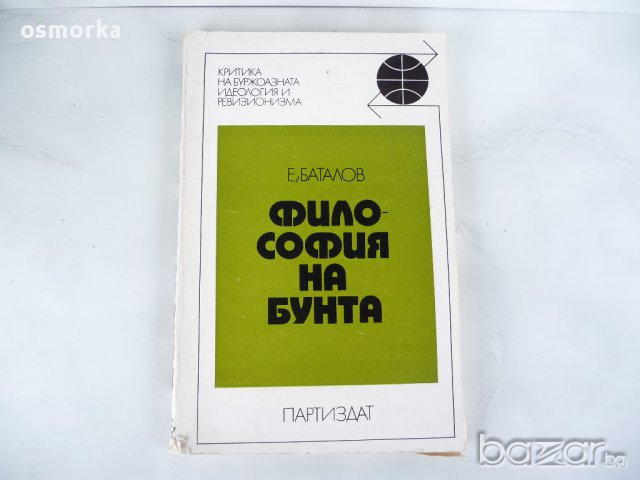 osmorka
КРИТИКА
НА БУРЖОАЗНАТА
ИДЕОЛОГИЯ И
РЕВИЗИОНИЗМА
Е. БАТАЛОВ
ФИЛО-
СОФИЯ
НА
БУНТА
ПАРТИЗДАТ
bazar.bg